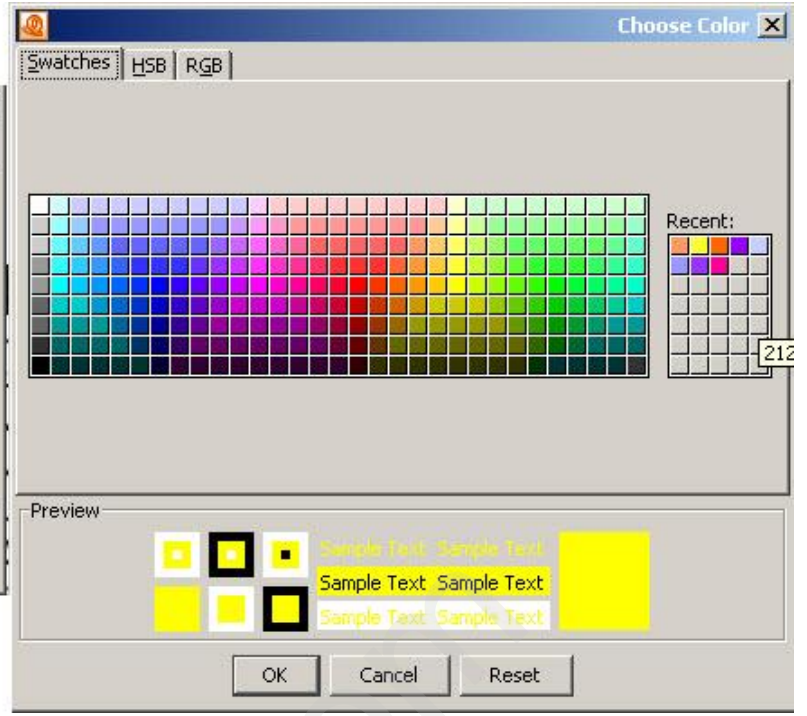 Choose Color
Swatches HSB RGB
Recent:
212
Preview
Sample Text Sample Text
Sample Text Sample Text
Sample Text Sample Text
OK Cancel Reset